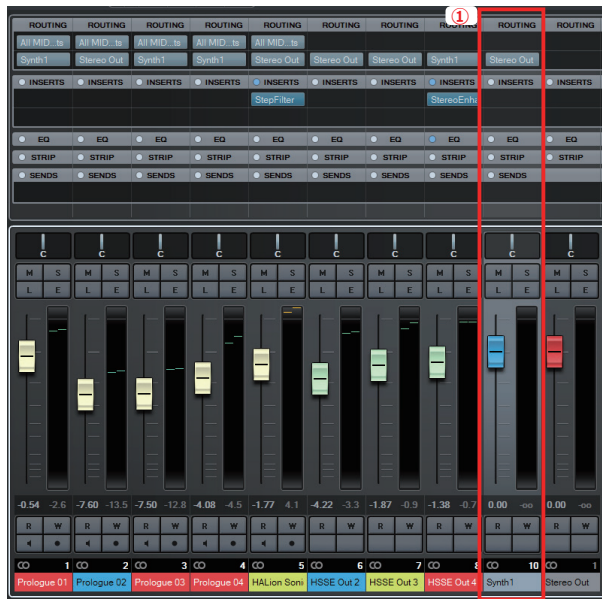 ①
ROUTING ROUTING ROUTING ROUTING ROUTING ROUTING ROUTING ROUTING ROUTING ROUTING
All MID...ts All MID...ts All MID...ts All MID...ts All MID...ts
Synth1 Stereo Out Synth1 Synth1 Stereo Out Stereo Out Stereo Out Synth1 Stereo Out
INSERTS INSERTS INSERTS INSERTS INSERTS INSERTS INSERTS INSERTS INSERTS INSERTS
StepFilter StereoEnha
EQ EQ EQ EQ EQ EQ EQ EQ EQ EQ
STRIP STRIP STRIP STRIP STRIP STRIP STRIP STRIP STRIP STRIP
SENDS SENDS SENDS SENDS SENDS SENDS SENDS SENDS SENDS
C C C C C C C C C C
M S M S M S M S M S M S M S M S M S M S
L E L E L E L E L E L E L E L E L E L E
-0.54 -2.6 -7.60 -13.5 -7.50 -12.8 -4.08 -4.5 -1.77 4.1 -4.22 -3.3 -1.87 -0.9 -1.38 -0.7 0.00 -oo 0.00 -oo
R W R W R W R W R W R W R W R W R W R W
1 2 3 4 5 6 7 8 10 1
Prologue 01 Prologue 02 Prologue 03 Prologue 04 HALion Soni HSSE Out 2 HSSE Out 3 HSSE Out 4 Synth1 Stereo Out